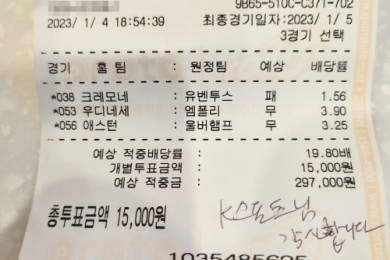 9B65-510C-C371-702
2023/ 1/ 4 18:54:39 최종경기일자:2023/ 1/ 5
3경기 선택
경기 홈 팀 : 원정팀 예상 배당률
*038 크레모네 : 유벤투스 패 1.56
*053 우디네세 : 엠폴리 무 3.90
*056 애스턴 : 울버햄프 무 3.25
예상 적중배당률 : 19.80배
개별투표금액 : 15,000원
예상 적중금 : 297,000원
총투표금액 15,000원
K스포츠님
감사합니다